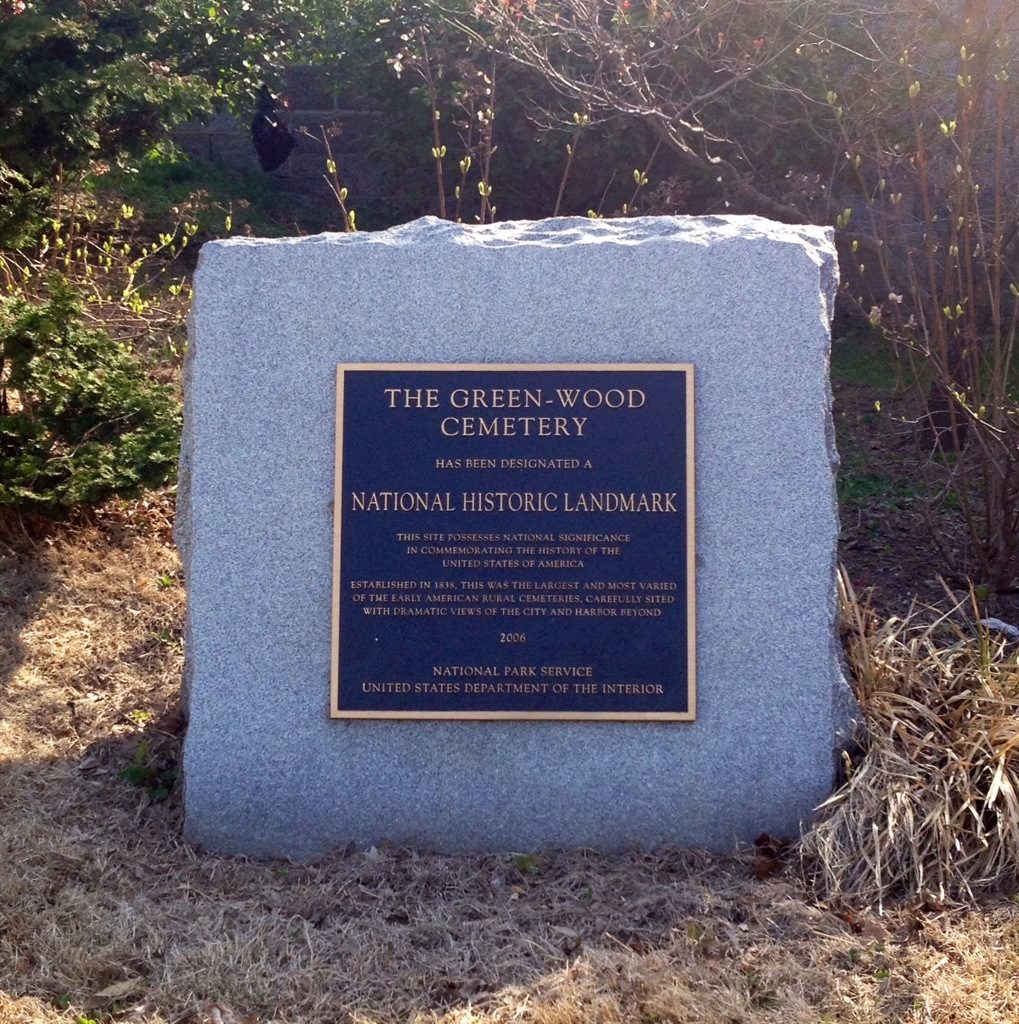 THE GREEN-WOOD
CEMETERY
HAS BEEN DESIGNATED A
NATIONAL HISTORIC LANDMARK
THIS SITE POSSESSES NATIONAL SIGNIFICANCE
IN COMMEMORATING THE HISTORY OF THE
UNITED STATES OF AMERICA
ESTABLISHED IN 1838, THIS WAS THE LARGEST AND MOST VARIED
OF THE EARLY AMERICAN RURAL CEMETERIES, CAREFULLY SITED
WITH DRAMATIC VIEWS OF THE CITY AND HARBOR BEYOND
2006
NATIONAL PARK SERVICE
UNITED STATES DEPARTMENT OF THE INTERIOR